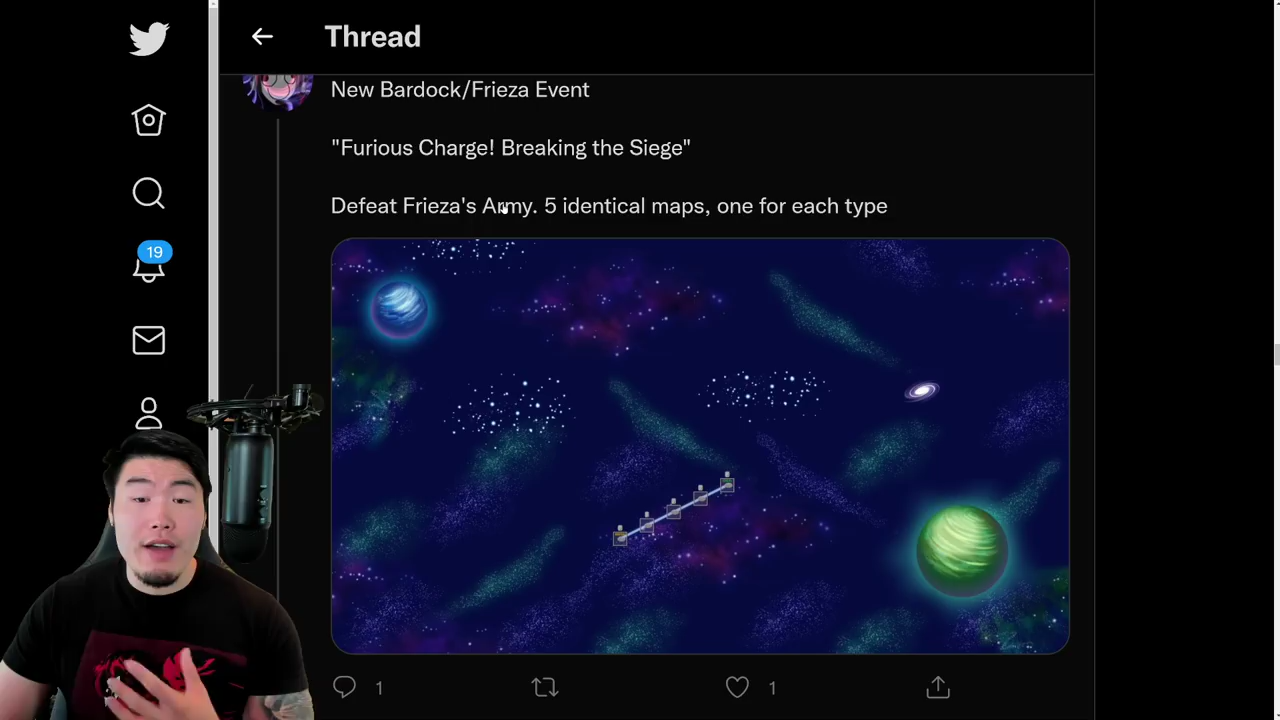 Thread
New Bardock/Frieza Event
"Furious Charge! Breaking the Siege"
Defeat Frieza's Army. 5 identical maps, one for each type
19
1
1